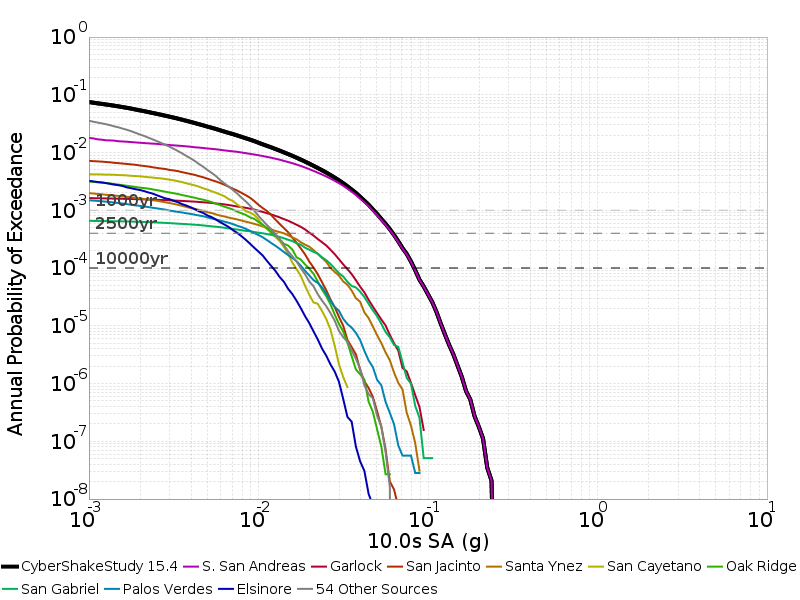 10^0
10^-1
10^-2
10^-3
10^-4
10^-5
10^-6
10^-7
10^-8
Annual Probability of Exceedance
1000yr
2500yr
10000yr
10^-3 10^-2 10^-1 10^0 10^1
10.0s SA (g)
CyberShakeStudy 15.4 S. San Andreas Garlock San Jacinto Santa Ynez San Cayetano Oak Ridge
San Gabriel Palos Verdes Elsinore 54 Other Sources